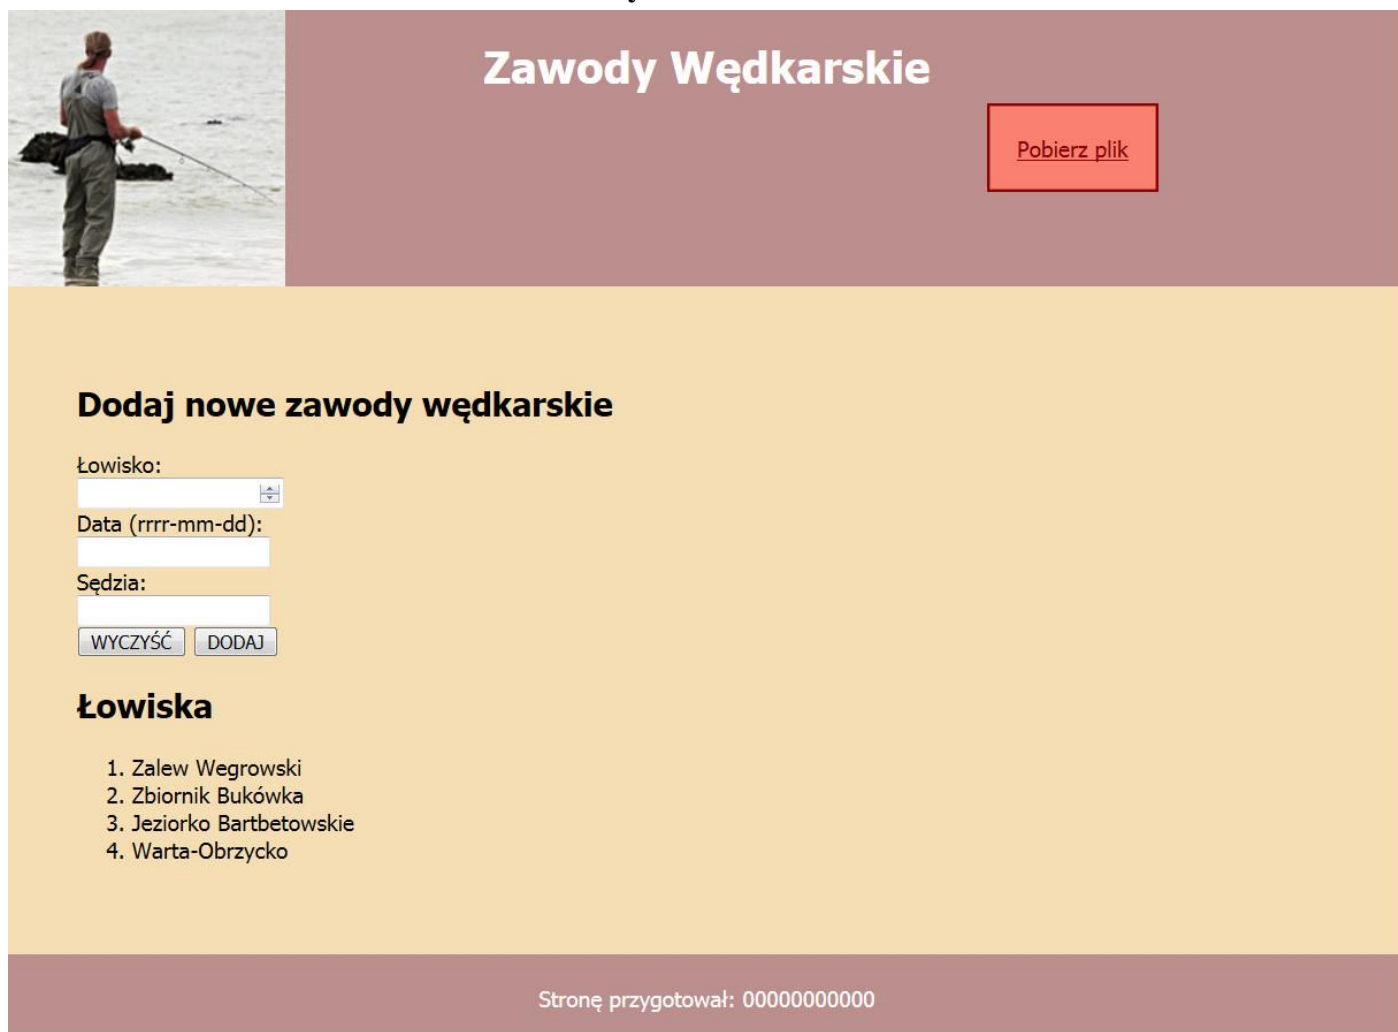 Zawody Wędkarskie
Pobierz plik
Dodaj nowe zawody wędkarskie
Łowisko:
Data (rrrr-mm-dd):
Sędzia:
WYCZYŚĆ DODAJ
Łowiska
1. Zalew Wegrowski
2. Zbiornik Bukówka
3. Jeziorko Bartbetowskie
4. Warta-Obrzycko
Stronę przygotował: 00000000000